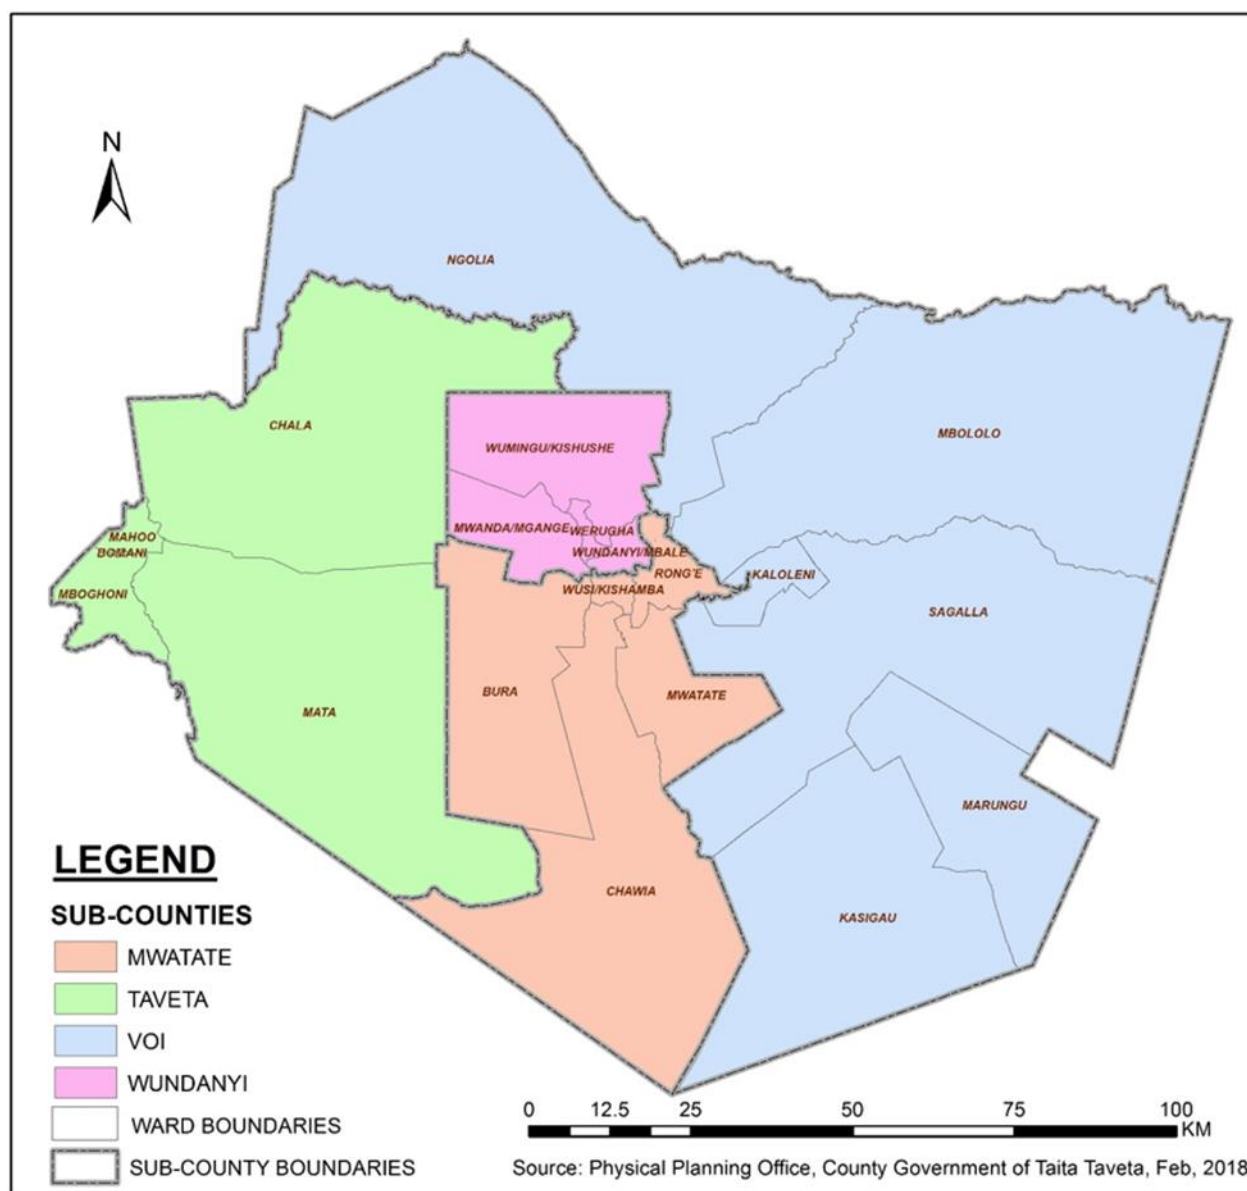 N
NGOLIA
CHALA
MBOLOLO
WUMINGU/KISHUSHE
MWANDA/MGANGE
WERUGHA
MAHOO
BOMANI
WUNDANYI/MBALE
RONG'E
KALOLENI
MBOGHONI
WUSI/KISHAMBA
SAGALLA
BURA
MWATATE
MATA
MARUNGU
CHAWIA
KASIGAU
LEGEND
SUB-COUNTIES
MWATATE
TAVETA
VOI
WUNDANYI
WARD BOUNDARIES
SUB-COUNTY BOUNDARIES
0 12.5 25 50 75 100
KM
Source: Physical Planning Office, County Government of Taita Taveta, Feb, 2018